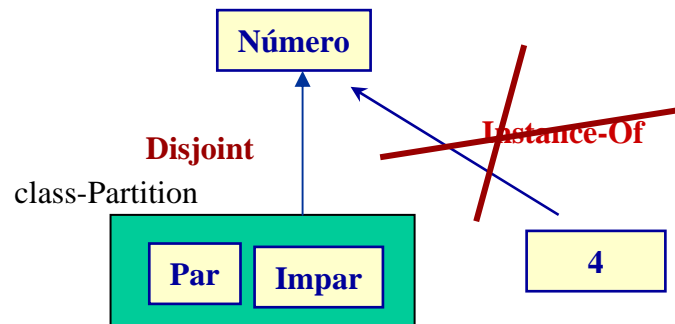 Número
Instance-Of
Disjoint
class-Partition
Par
Impar
4